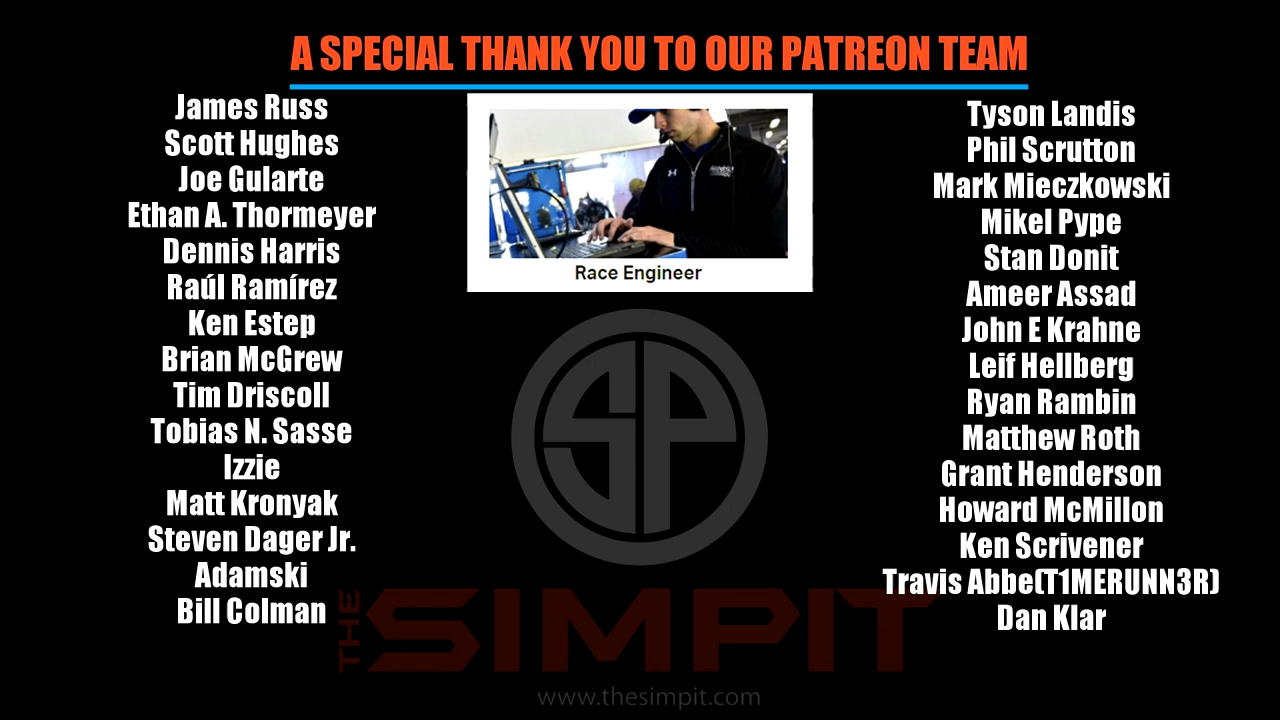 A SPECIAL THANK YOU TO OUR PATREON TEAM
James Russ
Scott Hughes
Joe Gularte
Ethan A. Thormeyer
Dennis Harris
Raúl Ramírez
Ken Estep
Brian McGrew
Tim Driscoll
Tobias N. Sasse
Izzie
Matt Kronyak
Steven Dager Jr.
Adamski
Bill Colman
Race Engineer
SP
THE SIMPIT
www.thesimpit.com
Tyson Landis
Phil Scrutton
Mark Mieczkowski
Mikel Pype
Stan Donit
Ameer Assad
John E Krahne
Leif Hellberg
Ryan Rambin
Matthew Roth
Grant Henderson
Howard McMillon
Ken Scrivener
Travis Abbe(T1MERUNN3R)
Dan Klar